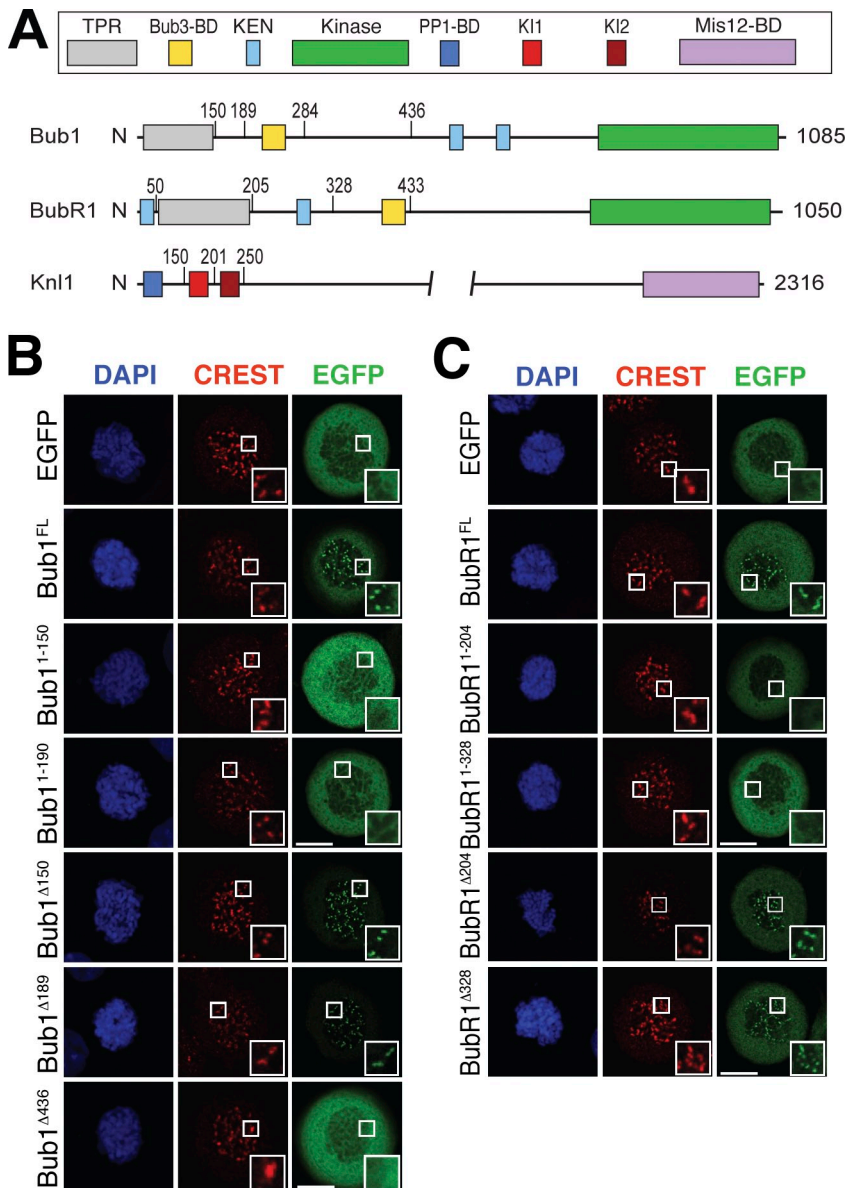 A
TPR Bub3-BD KEN Kinase PP1-BD KI1 KI2 Mis12-BD
150 189 284 436
Bub1 N 1085
50 205 328 433
BubR1 N 1050
150 201 250
Knl1 N 2316
B
DAPI CREST EGFP
EGFP
Bub1FL
Bub11-150
Bub11-190
Bub1Δ150
Bub1Δ189
Bub1Δ436
C
DAPI CREST EGFP
EGFP
BubR1FL
BubR11-204
BubR11-328
BubR1Δ204
BubR1Δ328